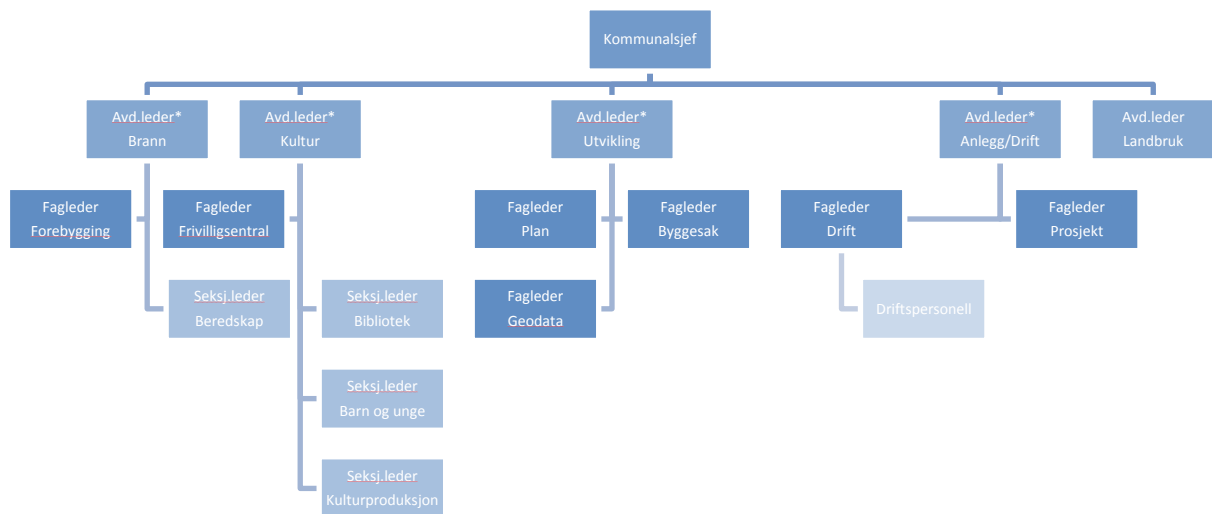 Kommunalsjef
Avd.leder*
Brann
Avd.leder*
Kultur
Avd.leder*
Utvikling
Avd.leder*
Anlegg/Drift
Avd.leder
Landbruk
Fagleder
Forebygging
Fagleder
Frivilligsentral
Fagleder
Plan
Fagleder
Byggesak
Fagleder
Drift
Fagleder
Prosjekt
Seksj.leder
Beredskap
Seksj.leder
Bibliotek
Fagleder
Geodata
Driftspersonell
Seksj.leder
Barn og unge
Seksj.leder
Kulturproduksjon